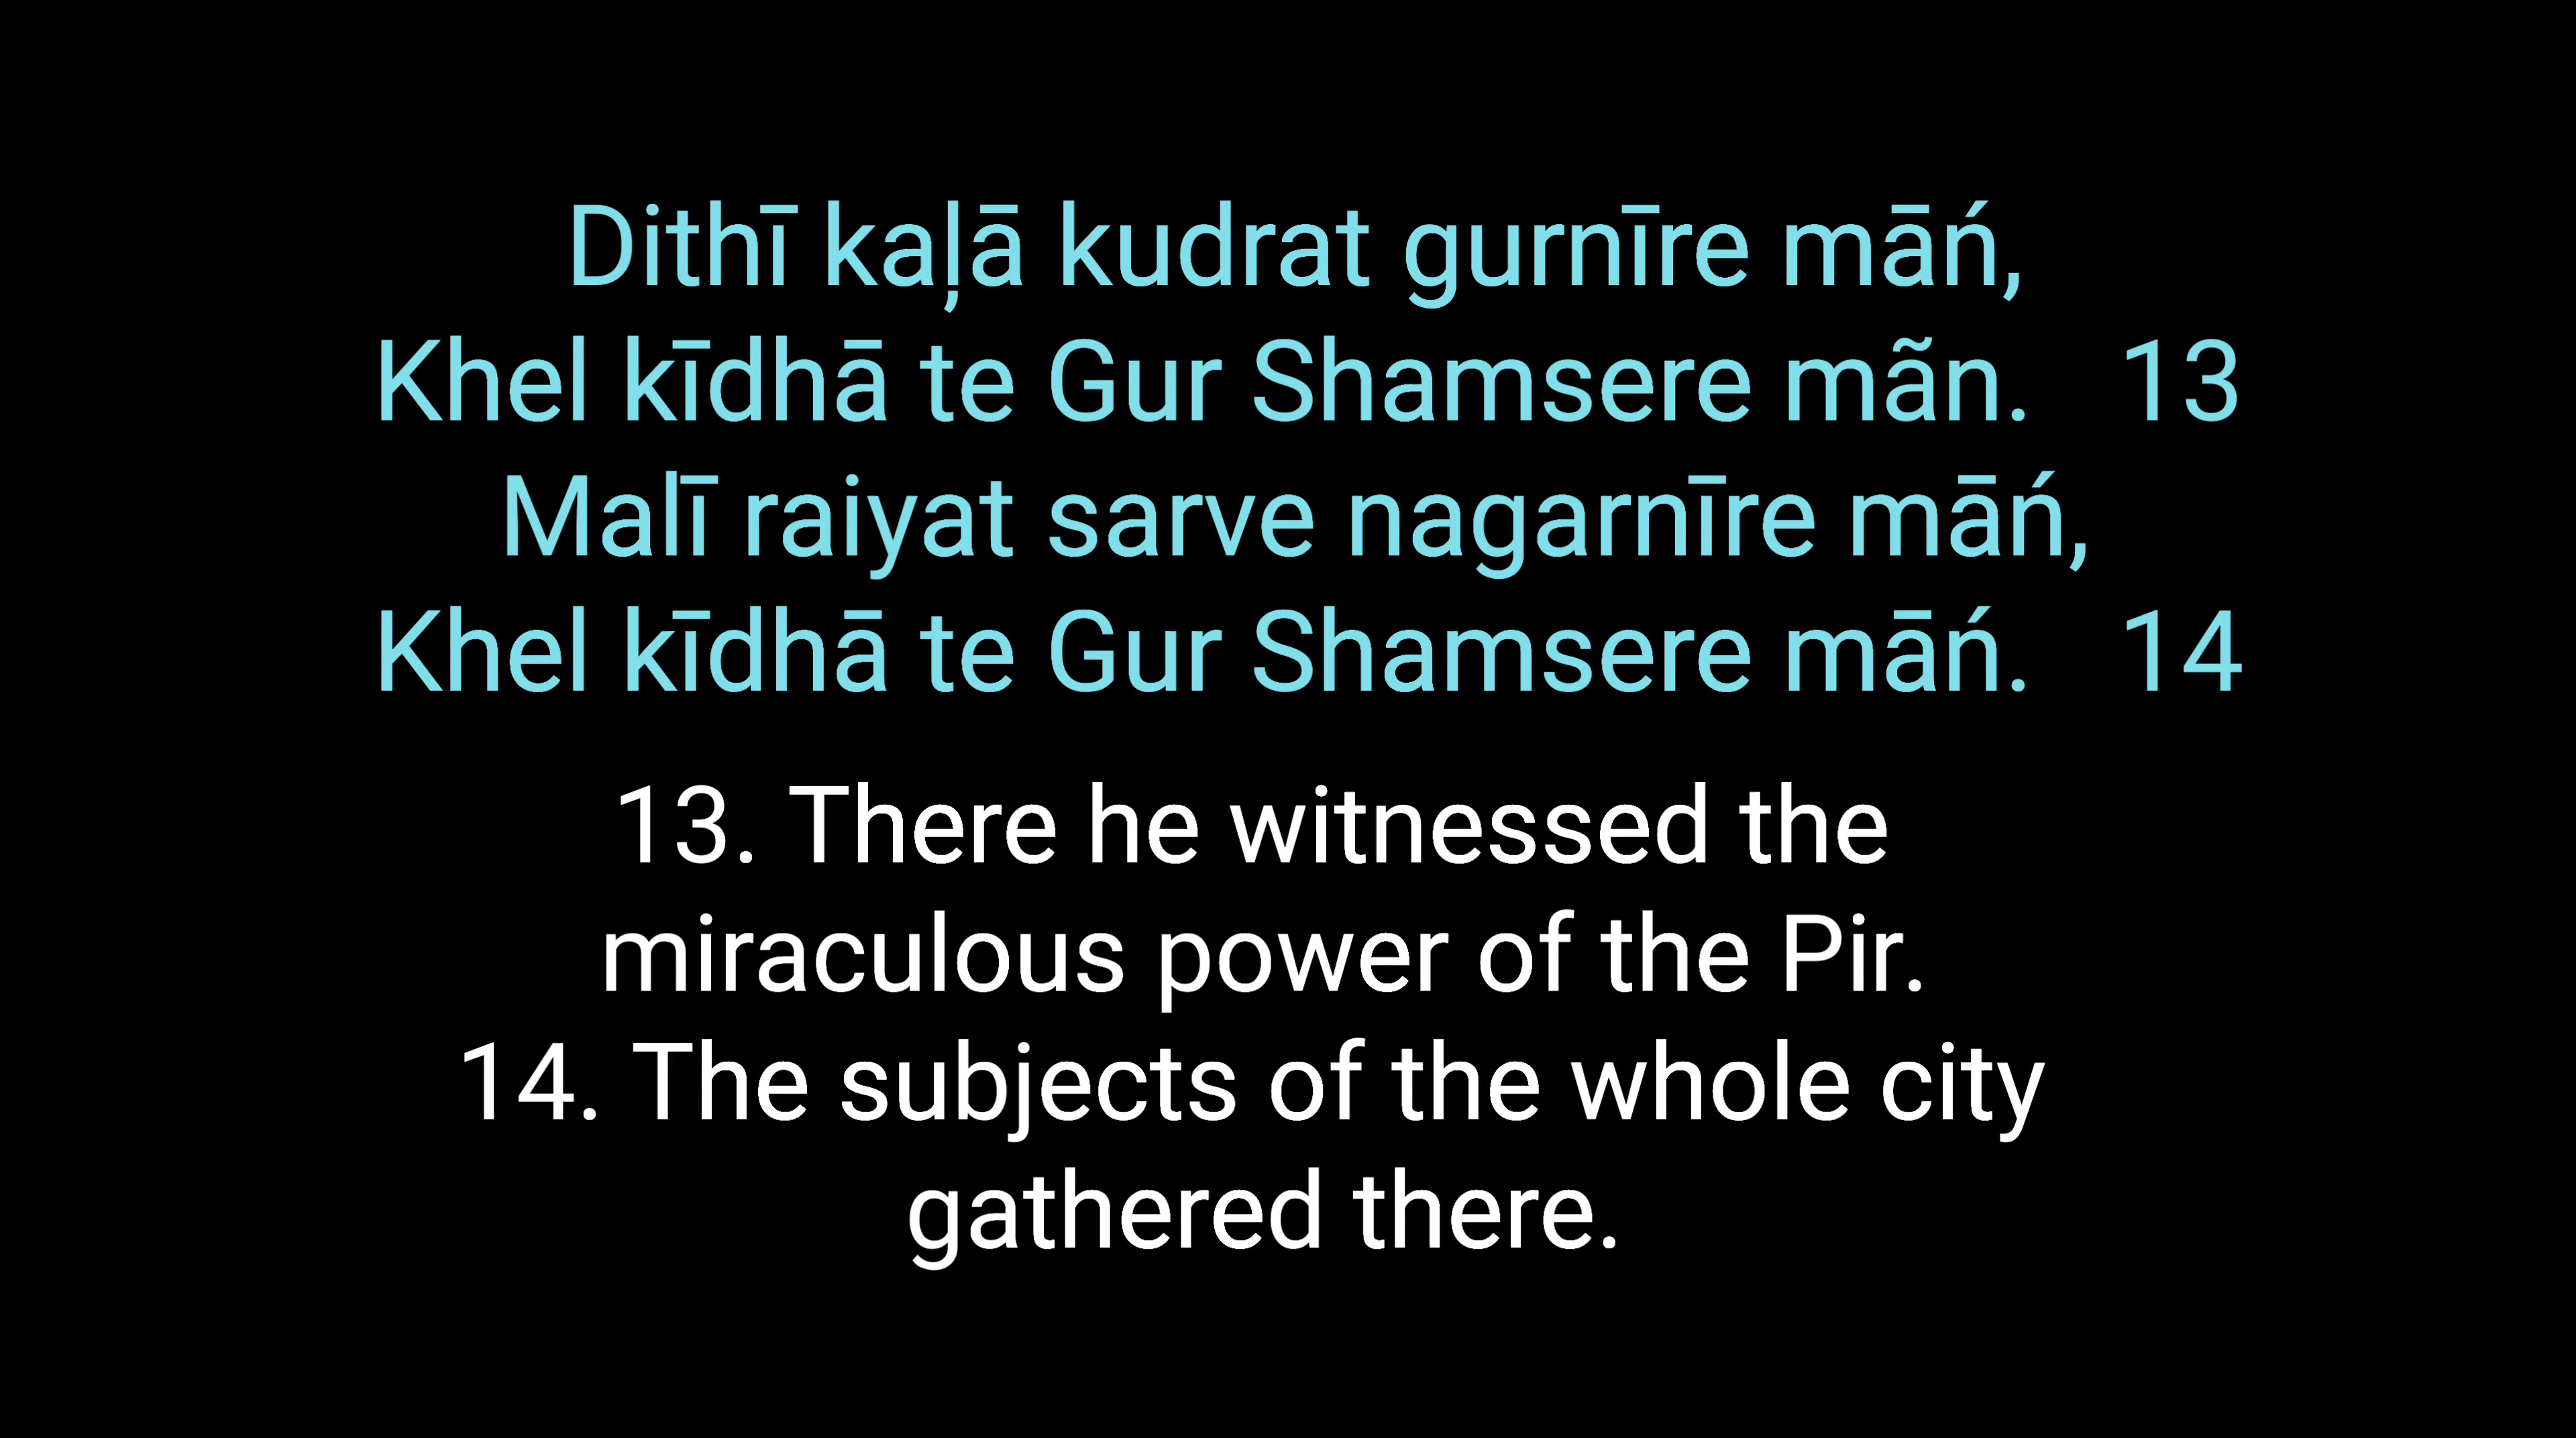 Dithī kaļā kudrat gurnīre māń,
Khel kīdhā te Gur Shamsere mãn. 13
Malī raiyat sarve nagarnīre māń,
Khel kīdhā te Gur Shamsere māń. 14
13. There he witnessed the
miraculous power of the Pir.
14. The subjects of the whole city
gathered there.